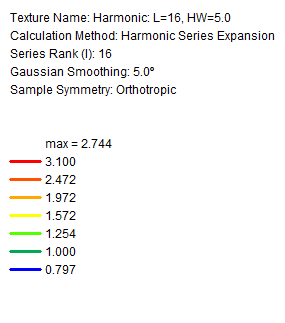 Texture Name: Harmonic: L=16, HW=5.0
Calculation Method: Harmonic Series Expansion
Series Rank (l): 16
Gaussian Smoothing: 5.0°
Sample Symmetry: Orthotropic
max = 2.744
3.100
2.472
1.972
1.572
1.254
1.000
0.797